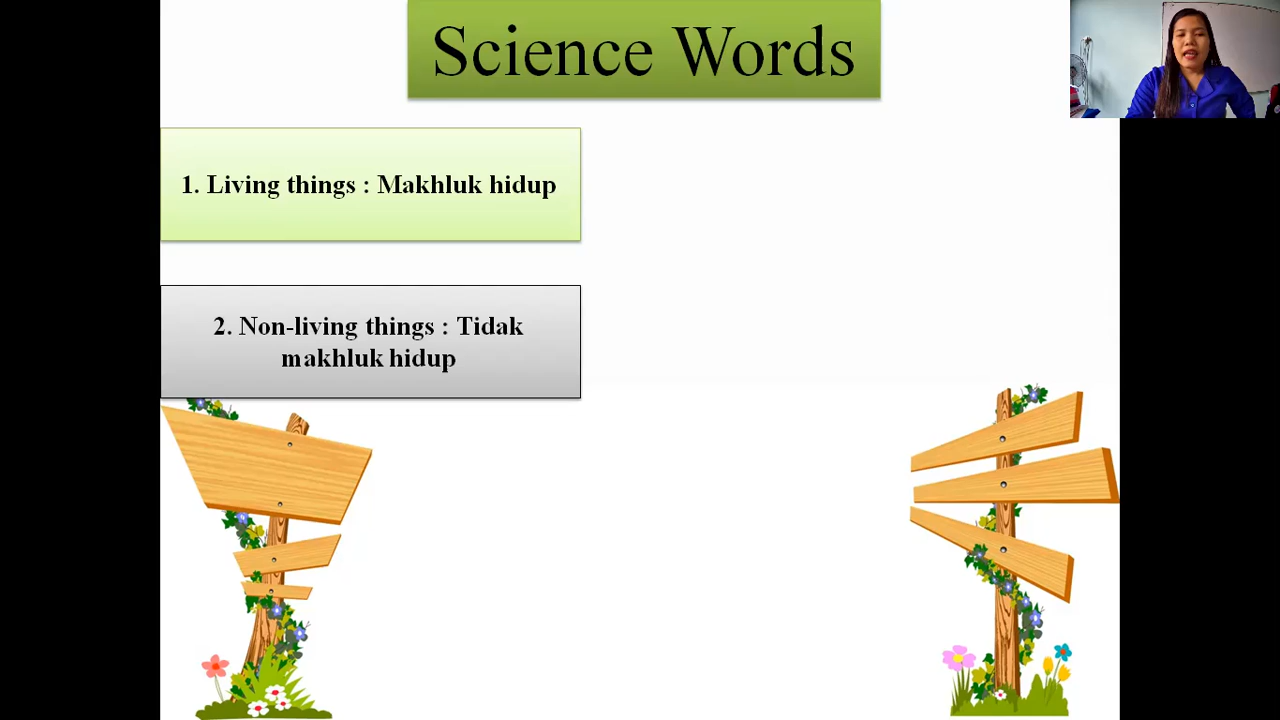 Science Words
1. Living things : Makhluk hidup
2. Non-living things : Tidak
makhluk hidup